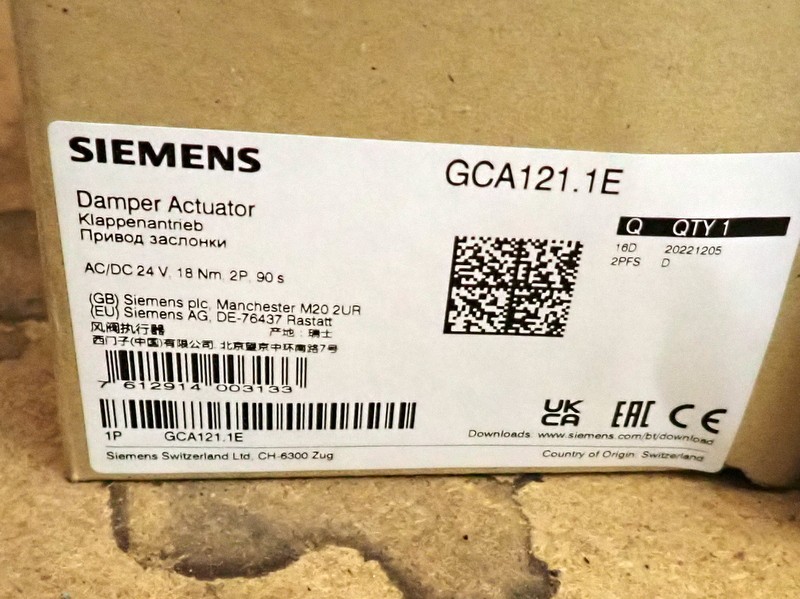 SIEMENS
GCA121.1E
Damper Actuator
Klappenantrieb
Привод заслонки
Q QTY 1
16D 20221205
2PFS D
AC/DC 24 V, 18 Nm, 2P, 90 s
(GB) Siemens plc, Manchester M20 2UR
(EU) Siemens AG, DE-76437 Rastatt
风阀执行器 产地：瑞士
西门子(中国)有限公司, 北京望京中环南路7号
7 612914 003133
1P GCA121.1E
UK CA EAC CE
Downloads: www.siemens.com/bt/download
Siemens Switzerland Ltd, CH-6300 Zug
Country of Origin: Switzerland